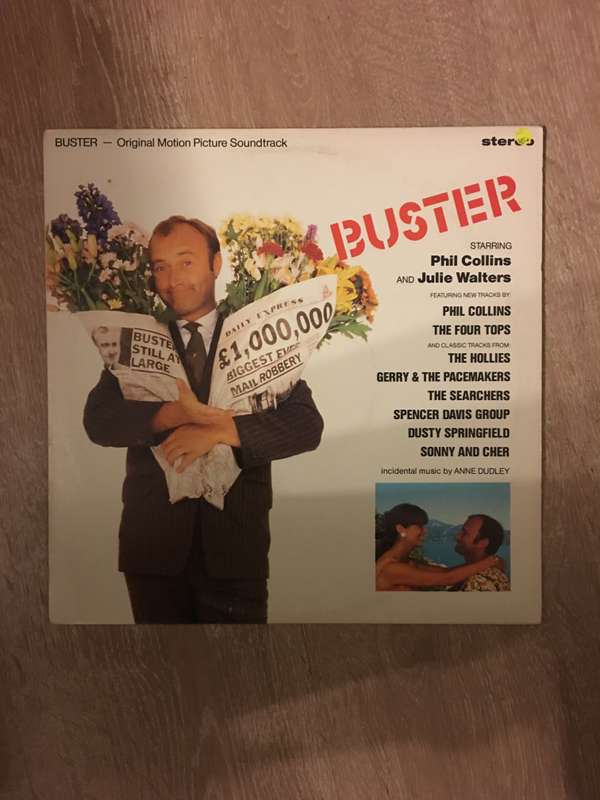 BUSTER — Original Motion Picture Soundtrack
stereo
BUSTER
STARRING
Phil Collins
AND Julie Walters
FEATURING NEW TRACKS BY:
PHIL COLLINS
THE FOUR TOPS
AND CLASSIC TRACKS FROM:
THE HOLLIES
GERRY & THE PACEMAKERS
THE SEARCHERS
SPENCER DAVIS GROUP
DUSTY SPRINGFIELD
SONNY AND CHER
incidental music by ANNE DUDLEY
DAILY EXPRESS
£1,000,000
BIGGEST EVER
MAIL ROBBERY
BUSTER
STILL AT
LARGE